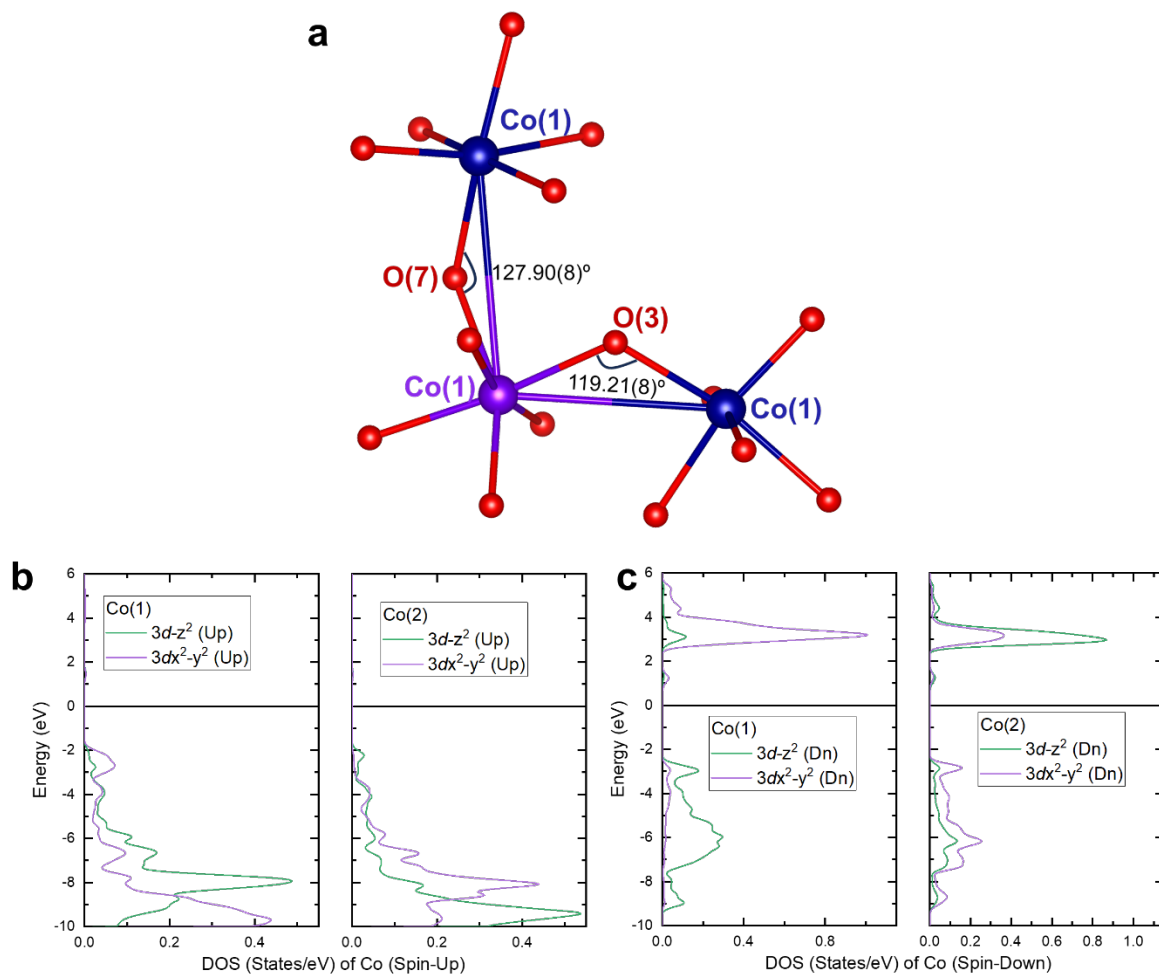 a
Co(1)
O(7)
127.90(8)º
O(3)
Co(1)
119.21(8)º
Co(1)
b
6
4
2
0
-2
-4
-6
-8
-10
Energy (eV)
Co(1)
3d-z² (Up)
3dx²-y² (Up)
0.0
0.2
0.4
Co(2)
3d-z² (Up)
3dx²-y² (Up)
0.0
0.2
0.4
DOS (States/eV) of Co (Spin-Up)
c
6
4
2
0
-2
-4
-6
-8
-10
Energy (eV)
Co(1)
3d-z² (Dn)
3dx²-y² (Dn)
0.0
0.4
0.8
Co(2)
3d-z² (Dn)
3dx²-y² (Dn)
0.0
0.2
0.4
0.6
0.8
1.0
DOS (States/eV) of Co (Spin-Down)